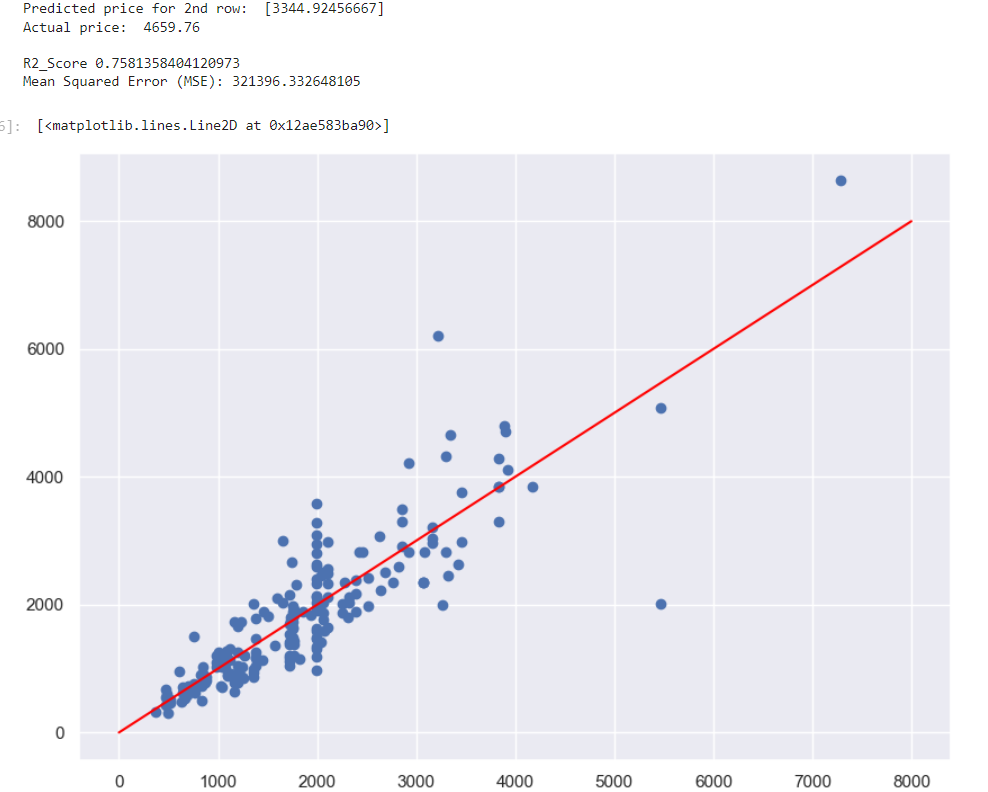 Predicted price for 2nd row:  [3344.92456667]
Actual price:  4659.76
R2_Score 0.7581358404120973
Mean Squared Error (MSE): 321396.332648105
6]: [<matplotlib.lines.Line2D at 0x12ae583ba90>]
8000
6000
4000
2000
0
0 1000 2000 3000 4000 5000 6000 7000 8000